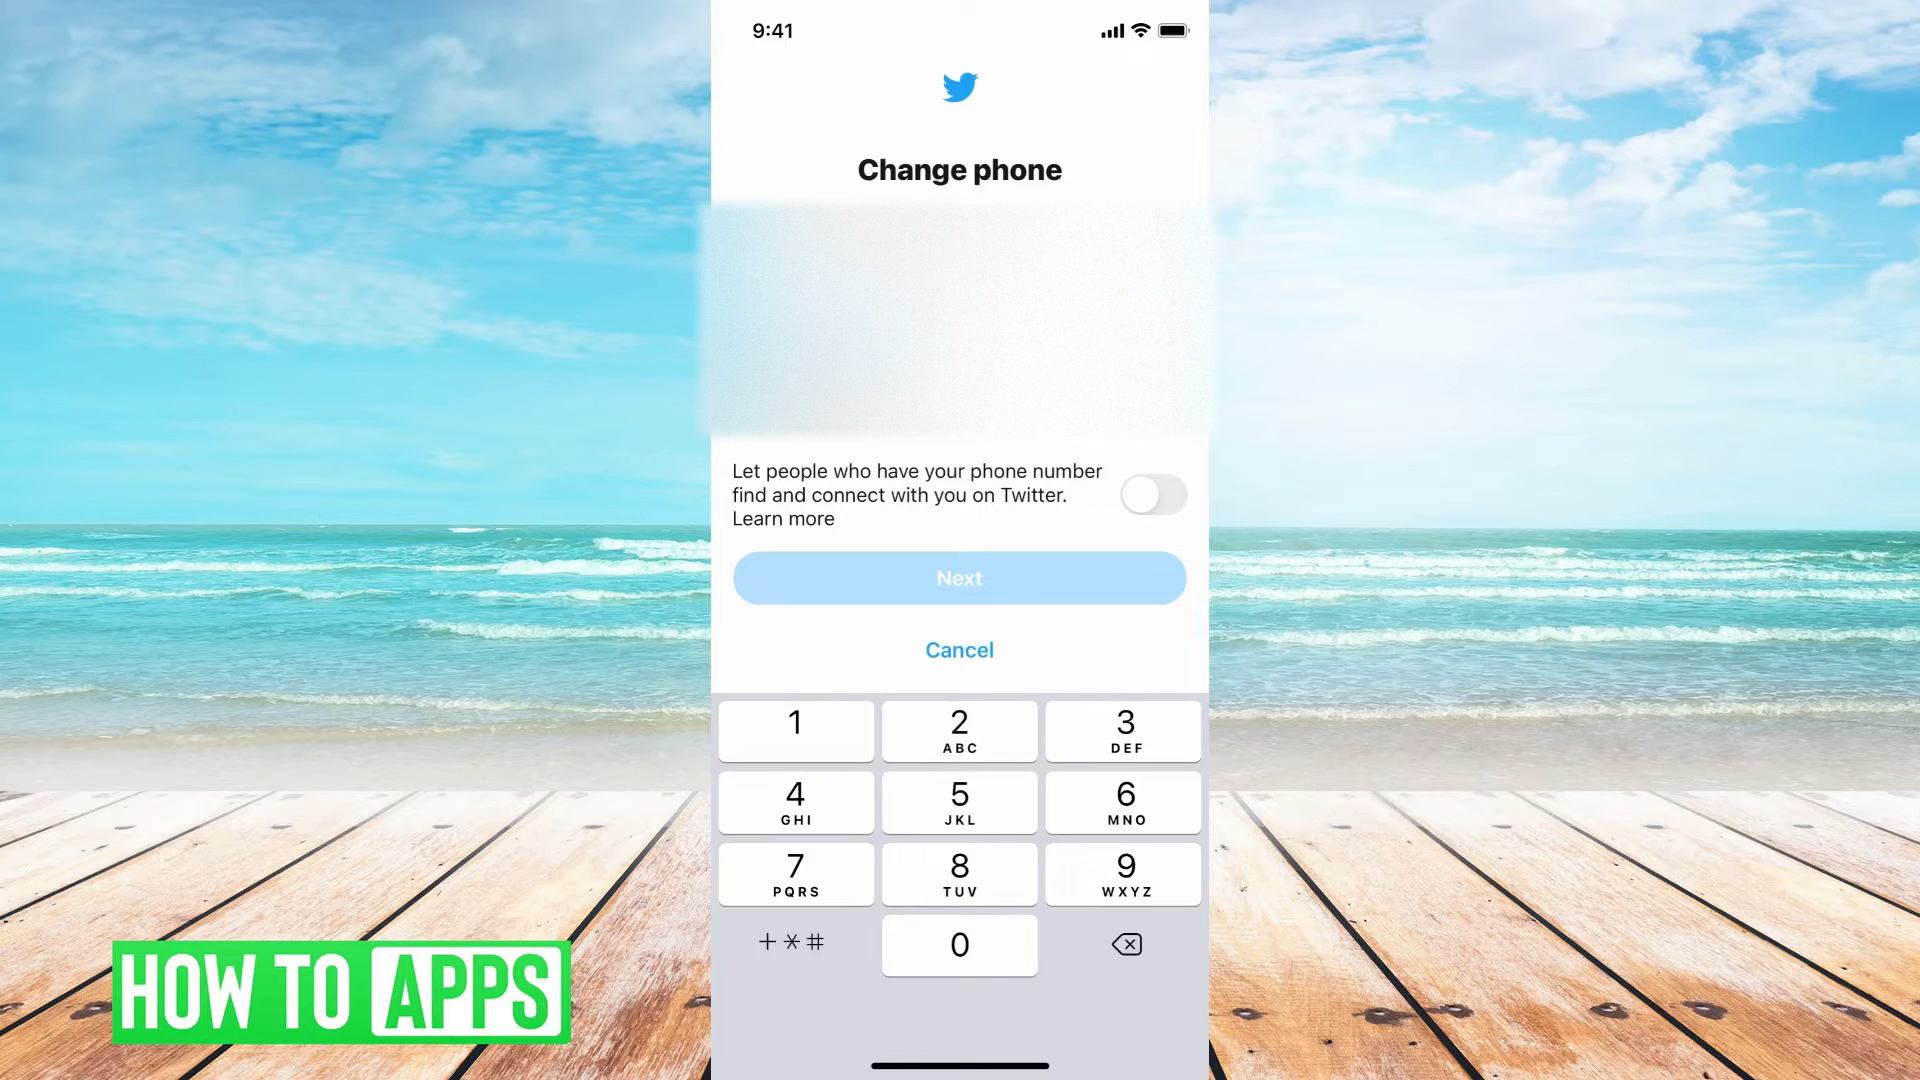 9:41
Change phone
Let people who have your phone number
find and connect with you on Twitter.
Learn more
Next
Cancel
1
2
ABC
3
DEF
4
GHI
5
JKL
6
MNO
7
PQRS
8
TUV
9
WXYZ
+*#
0
HOW TO APPS